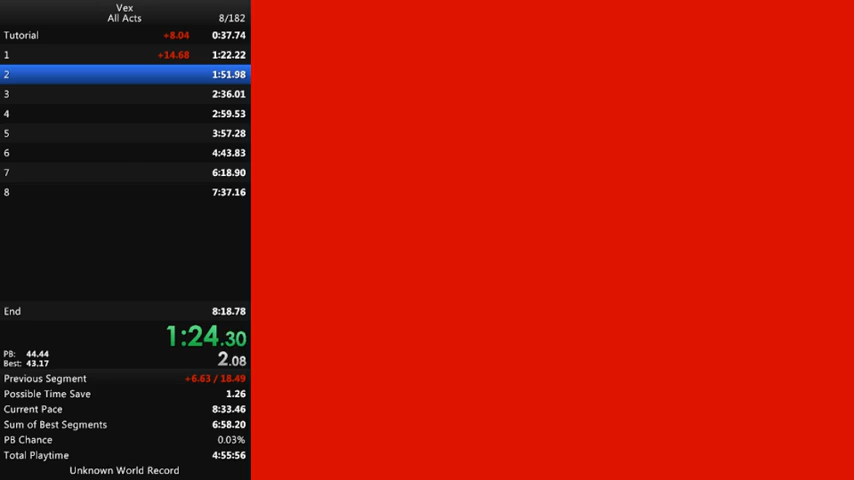 Vex
All Acts 8/182
Tutorial +8.04 0:37.74
1 +14.68 1:22.22
2 1:51.98
3 2:36.01
4 2:59.53
5 3:57.28
6 4:43.83
7 6:18.90
8 7:37.16
End 8:18.78
1:24.30
PB: 44.44
Best: 43.17
2.08
Previous Segment +6.63 / 18.49
Possible Time Save 1.26
Current Pace 8:33.46
Sum of Best Segments 6:58.20
PB Chance 0.03%
Total Playtime 4:55:56
Unknown World Record